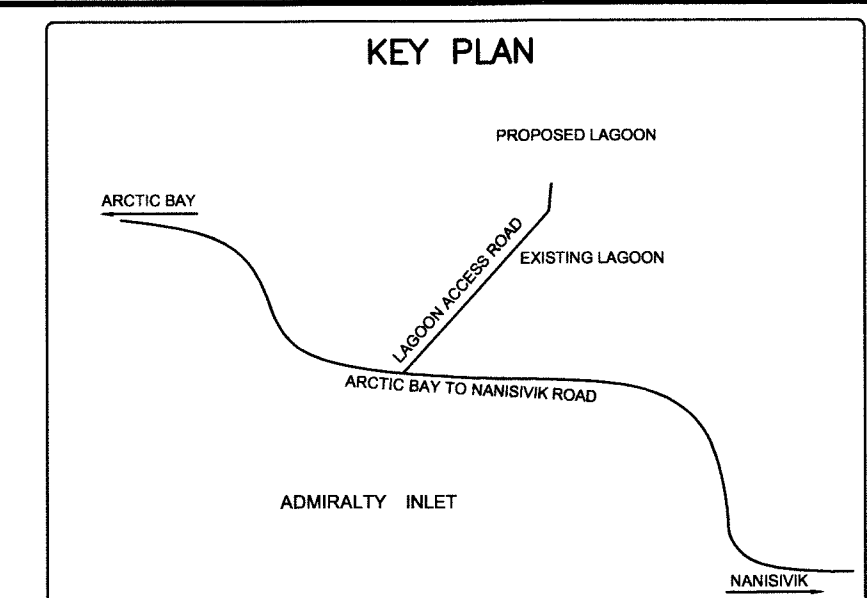 KEY PLAN
PROPOSED LAGOON
ARCTIC BAY
LAGOON ACCESS ROAD
EXISTING LAGOON
ARCTIC BAY TO NANISIVIK ROAD
ADMIRALTY INLET
NANISIVIK